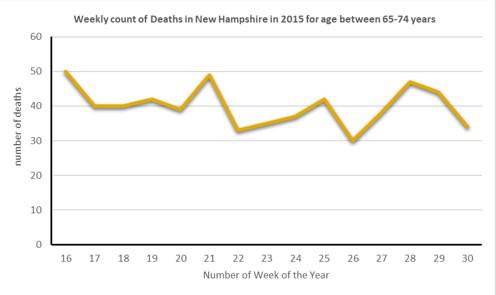 Weekly count of Deaths in New Hampshire in 2015 for age between 65-74 years
60
50
40
30
20
10
0
number of deaths
16 17 18 19 20 21 22 23 24 25 26 27 28 29 30
Number of Week of the Year